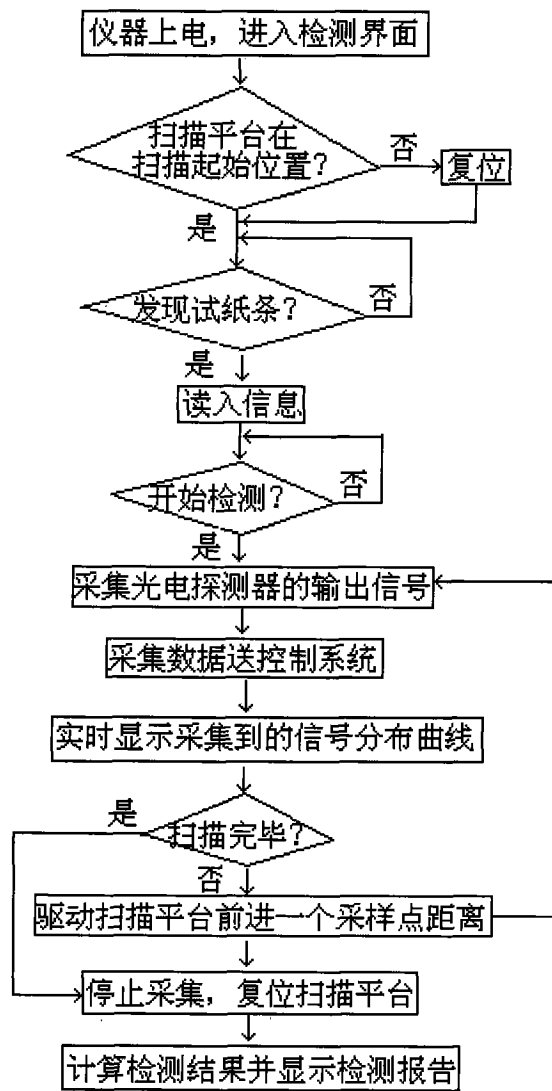 仪器上电，进入检测界面
扫描平台在
扫描起始位置？
否
复位
是
发现试纸条？
否
是
读入信息
开始检测？
否
是
采集光电探测器的输出信号
采集数据送控制系统
实时显示采集到的信号分布曲线
是
扫描完毕？
否
驱动扫描平台前进一个采样点距离
停止采集，复位扫描平台
计算检测结果并显示检测报告